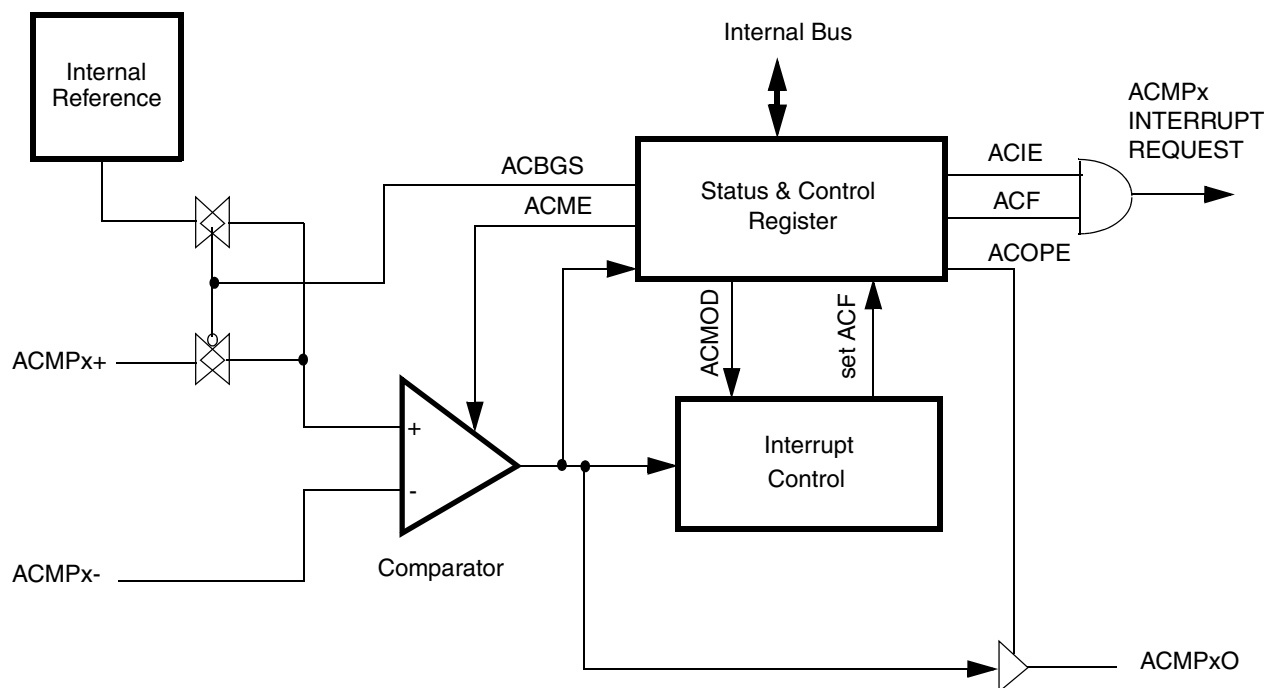 Internal Bus
Internal
Reference
ACMPx
INTERRUPT
REQUEST
ACBGS
ACME
Status & Control
Register
ACIE
ACF
ACOPE
ACMOD
set ACF
ACMPx+
+
-
Interrupt
Control
Comparator
ACMPx-
ACMPxO